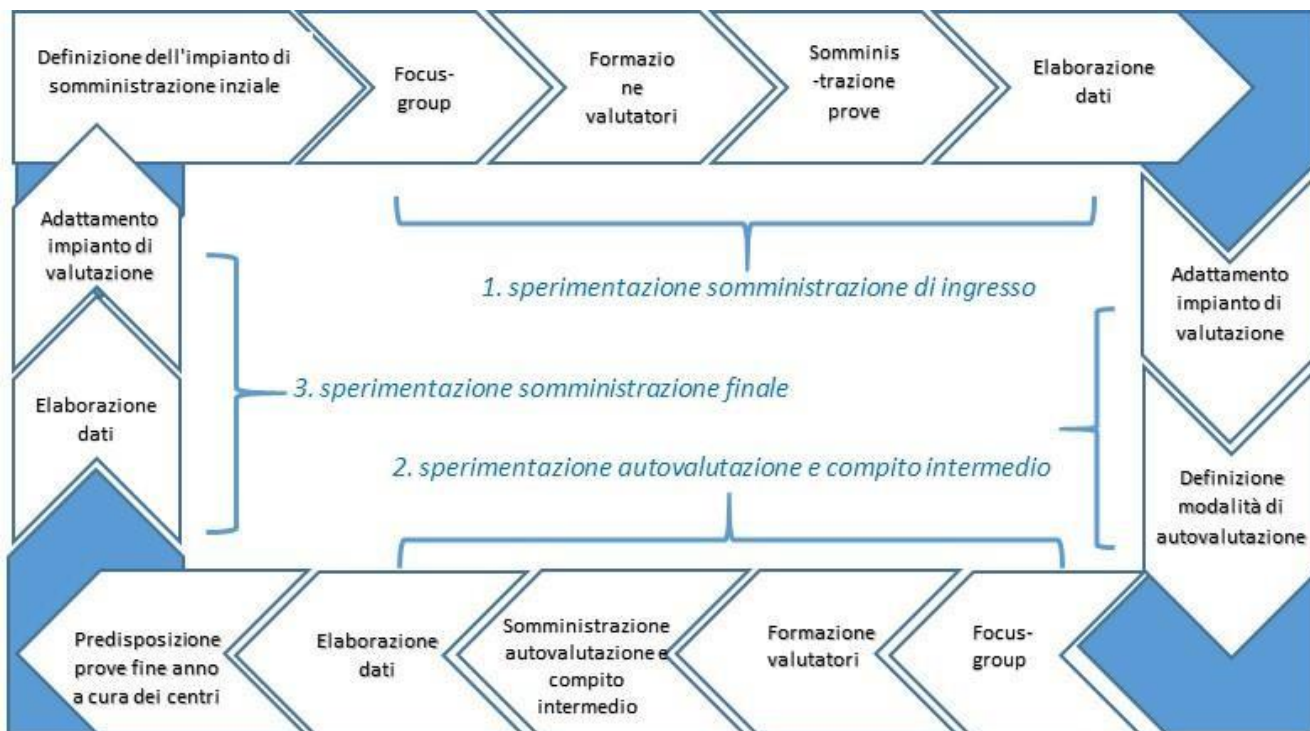 Definizione dell'impianto di
somministrazione inziale
Focus-
group
Formazio
ne
valutatori
Somminis
-trazione
prove
Elaborazione
dati
Adattamento
impianto di
valutazione
Definizione
modalità di
autovalutazione
Focus-
group
Formazione
valutatori
Somministrazione
autovalutazione e
compito
intermedio
Elaborazione
dati
Predisposizione
prove fine anno
a cura dei centri
Elaborazione
dati
Adattamento
impianto di
valutazione
1. sperimentazione somministrazione di ingresso
3. sperimentazione somministrazione finale
2. sperimentazione autovalutazione e compito intermedio